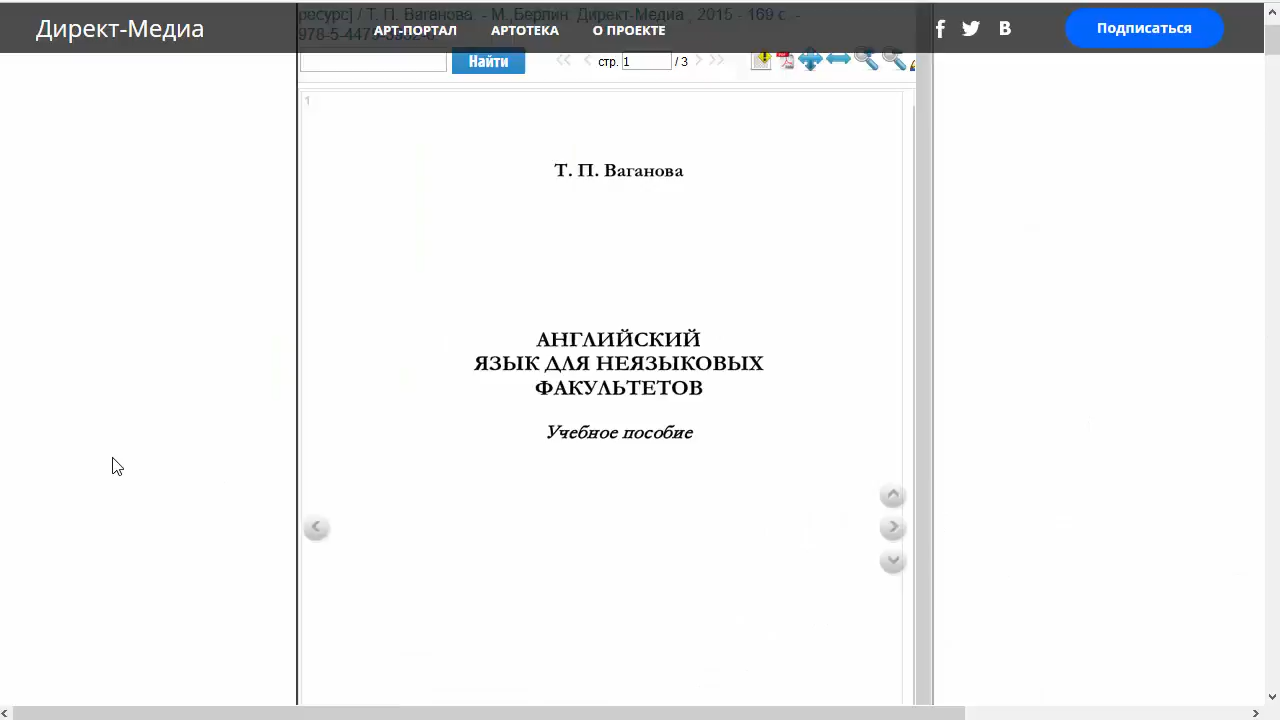 ресурс] / Т. П. Ваганова. - М.,Берлин: Директ-Медиа , 2015 - 169 с. -
Директ-Медиа АРТ-ПОРТАЛ АРТОТЕКА О ПРОЕКТЕ Подписаться
Найти стр. 1 / 3
1
Т. П. Ваганова
АНГЛИЙСКИЙ
ЯЗЫК ДЛЯ НЕЯЗЫКОВЫХ
ФАКУЛЬТЕТОВ
Учебное пособие